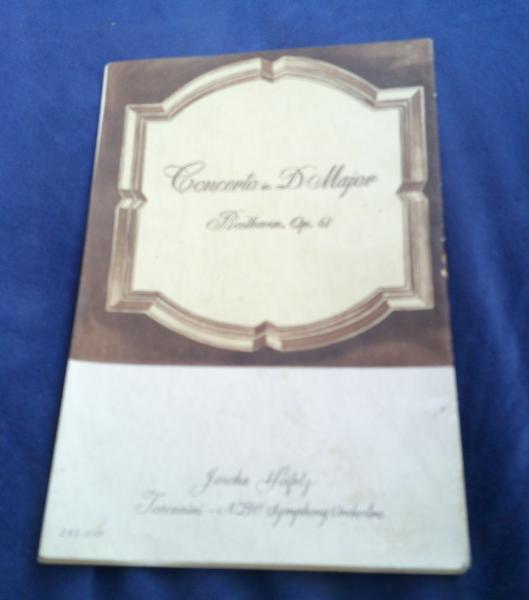 Concerto in D Major
Beethoven, Op. 61
Jascha Heifetz
Toscanini - NBC Symphony Orchestra